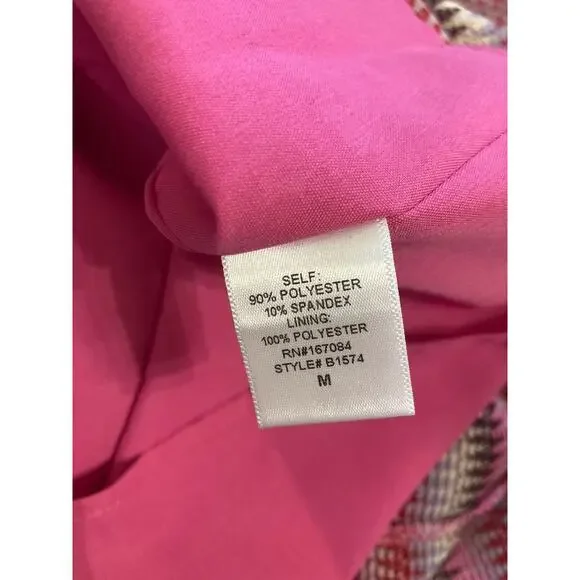 SELF:
90% POLYESTER
10% SPANDEX
LINING:
100% POLYESTER
RN#167084
STYLE# B1574
M